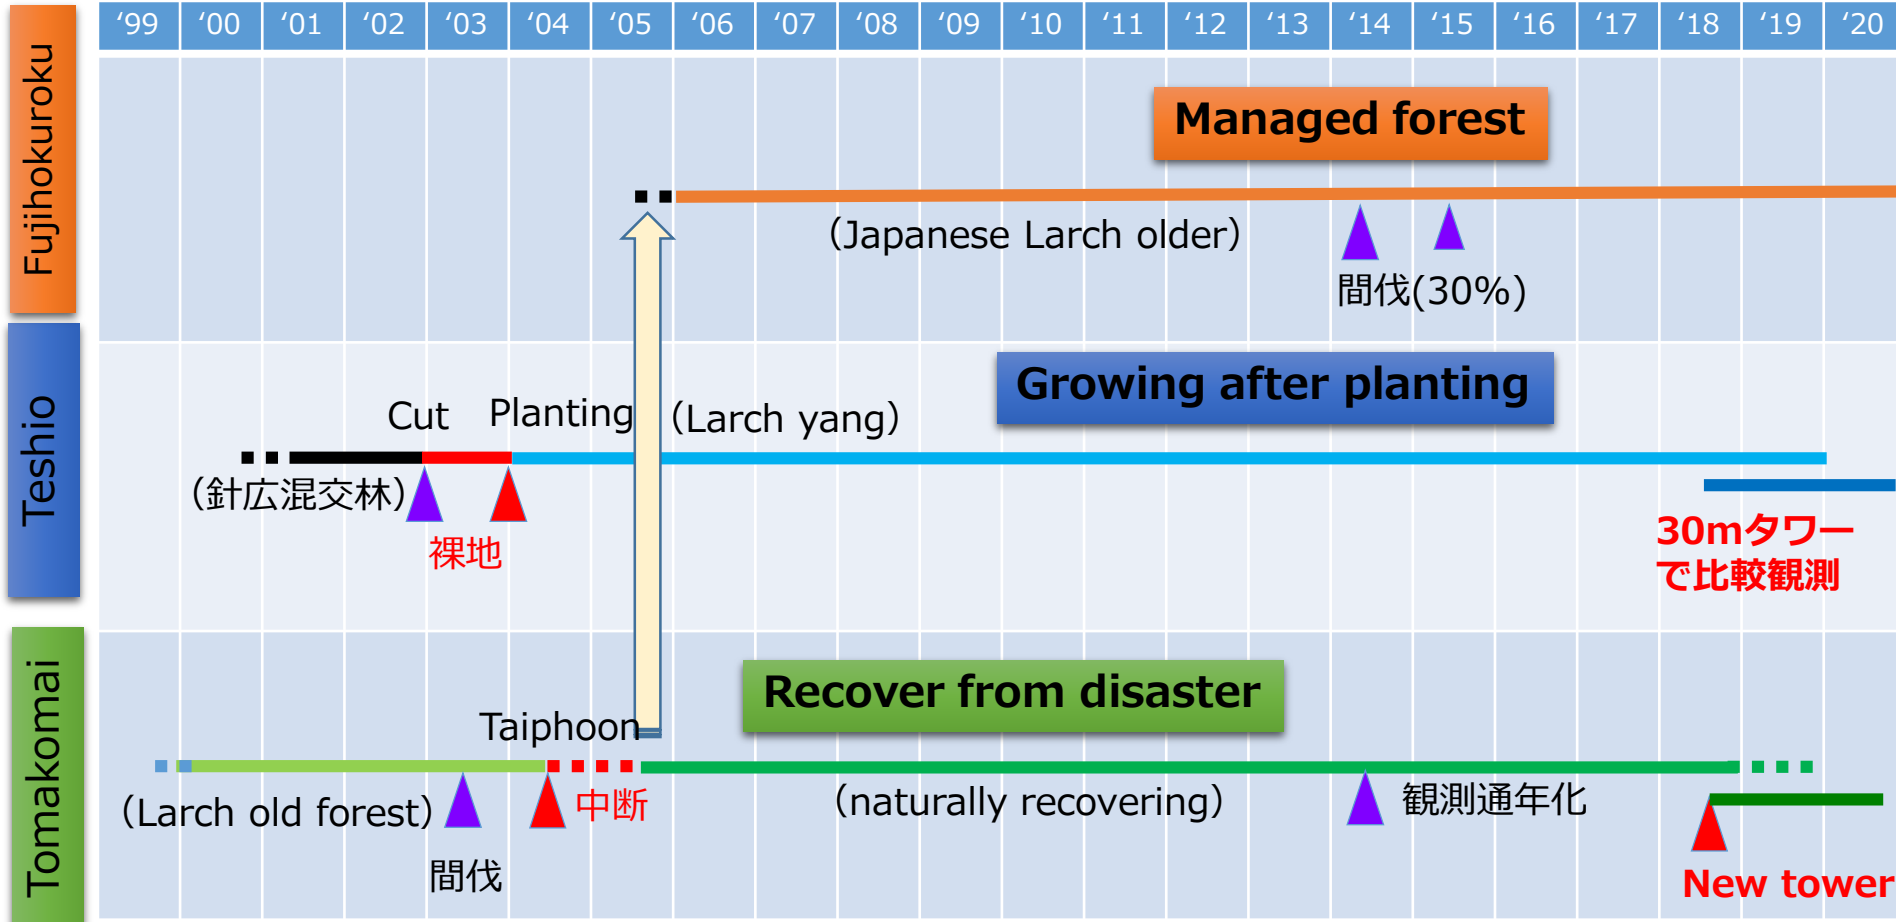 ‘99 ‘00 ‘01 ‘02 ‘03 ‘04 ‘05 ‘06 ‘07 ‘08 ‘09 ‘10 ‘11 ‘12 ‘13 ‘14 ‘15 ‘16 ‘17 ‘18 ‘19 ‘20
Fujihokuroku
Managed forest
（Japanese Larch older）
間伐(30%)
Teshio
Growing after planting
Cut
Planting
（Larch yang）
（針広混交林）
裸地
30mタワー
で比較観測
Tomakomai
Recover from disaster
Taiphoon
（Larch old forest）
中断
（naturally recovering）
観測通年化
間伐
New tower